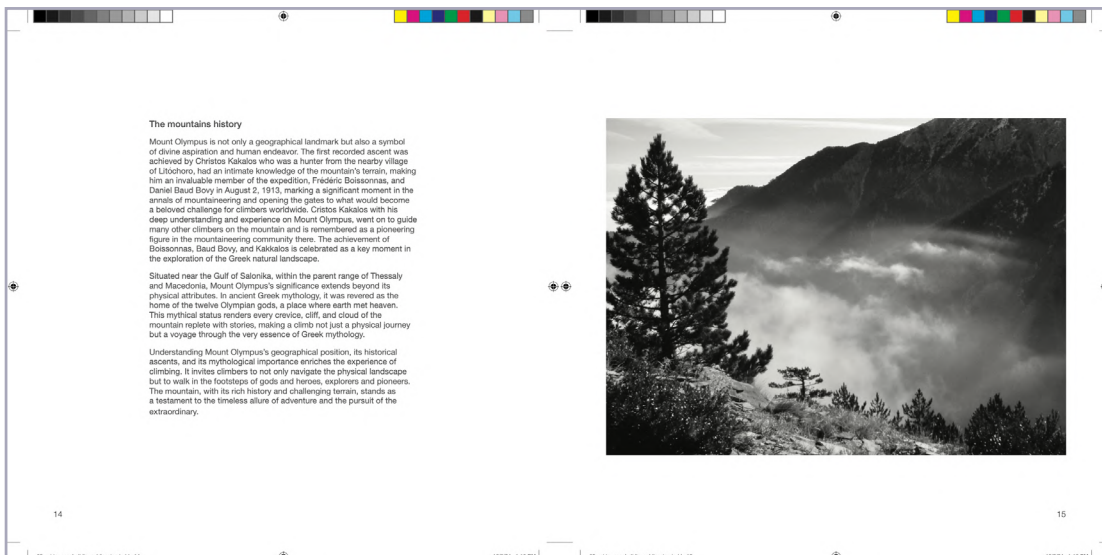 The mountains history
Mount Olympus is not only a geographical landmark but also a symbol
of divine aspiration and human endeavor. The first recorded ascent was
achieved by Christos Kakalos who was a hunter from the nearby village
of Litochoro, had an intimate knowledge of the mountain's terrain, making
him an invaluable member of the expedition, Frédéric Boissonnas, and
Daniel Baud Bovy in August 2, 1913, marking a significant moment in the
annals of mountaineering and opening the gates to what would become
a beloved challenge for climbers worldwide. Cristos Kakalos with his
deep understanding and experience on Mount Olympus, went on to guide
many other climbers on the mountain and is remembered as a pioneering
figure in the mountaineering community there. The achievement of
Boissonnas, Baud Bovy, and Kakkalos is celebrated as a key moment in
the exploration of the Greek natural landscape.
Situated near the Gulf of Salonika, within the parent range of Thessaly
and Macedonia, Mount Olympus's significance extends beyond its
physical attributes. In ancient Greek mythology, it was revered as the
home of the twelve Olympian gods, a place where earth met heaven.
This mythical status renders every crevice, cliff, and cloud of the
mountain replete with stories, making a climb not just a physical journey
but a voyage through the very essence of Greek mythology.
Understanding Mount Olympus's geographical position, its historical
ascents, and its mythological importance enriches the experience of
climbing. It invites climbers to not only navigate the physical landscape
but to walk in the footsteps of gods and heroes, explorers and pioneers.
The mountain, with its rich history and challenging terrain, stands as
a testament to the timeless allure of adventure and the pursuit of the
extraordinary.
14
15